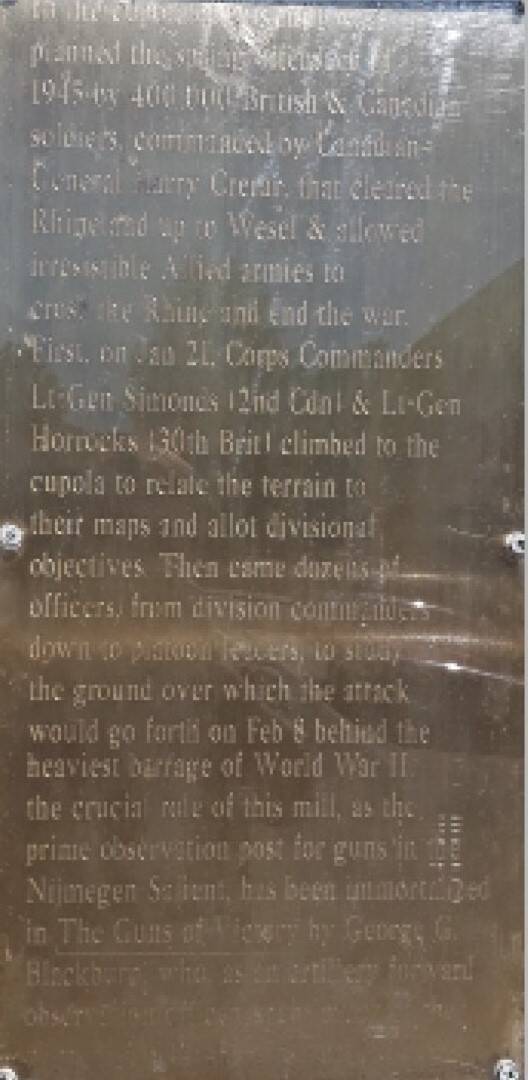 in the
planned the spring offensive of
1945 by 400,000 British & Canadian
soldiers, commanded by Canadian
General Harry Crerar, that cleared the
Rhineland up to Wesel & allowed
irresistible Allied armies to
cross the Rhine and end the war.
First, on Jan 21, Corps Commanders
Lt-Gen Simonds (2nd Cdn) & Lt-Gen
Horrocks (30th Brit) climbed to the
cupola to relate the terrain to
their maps and allot divisional
objectives. Then came dozens of
officers, from division commanders
down to platoon leaders, to study
the ground over which the attack
would go forth on Feb 8 behind the
heaviest barrage of World War II.
the crucial role of this mill, as the
prime observation post for guns in the
Nijmegen Salient, has been immortalized
in The Guns of Victory by George G.
Blackburn, who, as an artillery forward